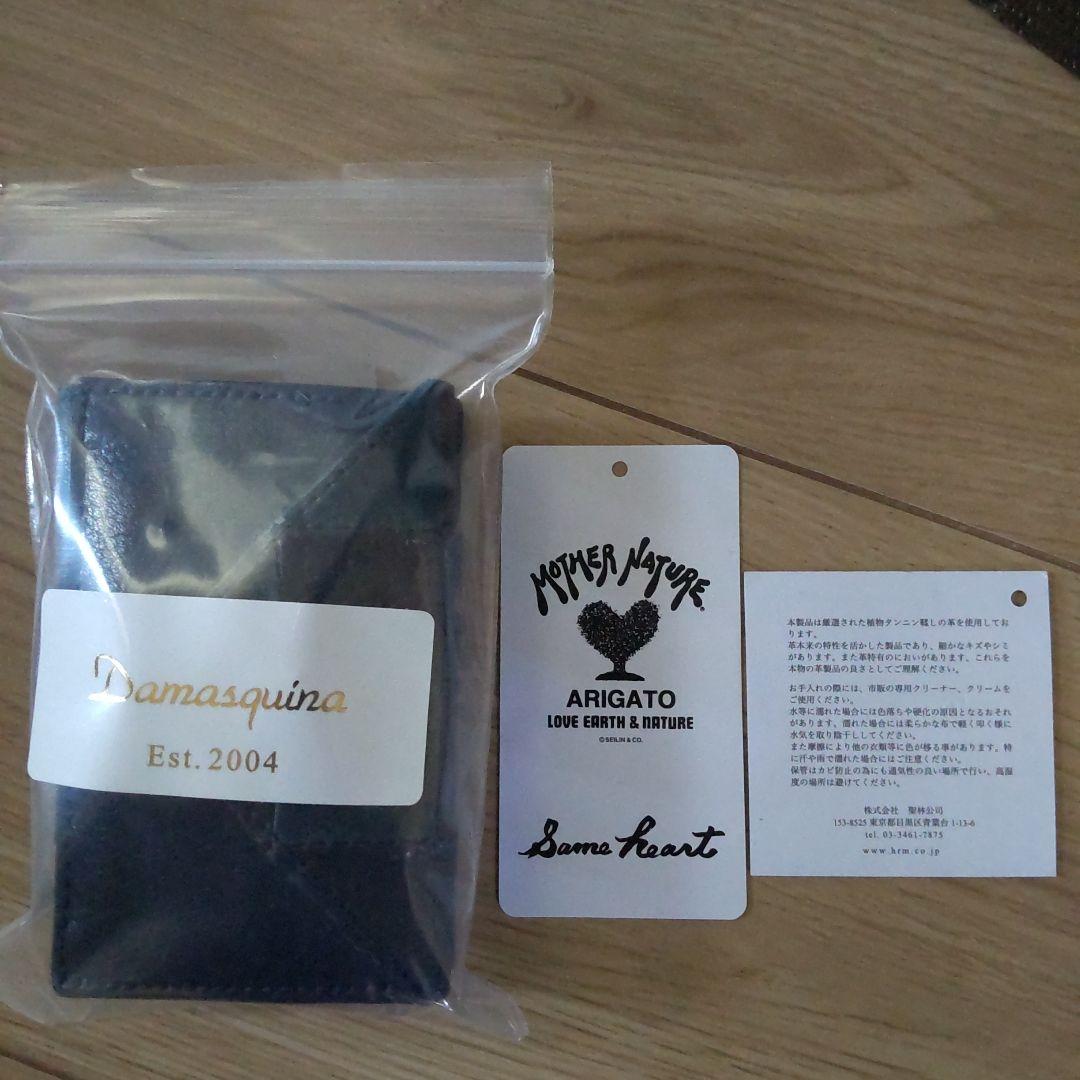 Damasquina
Est. 2004
MOTHER NATURE®
ARIGATO
LOVE EARTH & NATURE
©SEILIN & CO.
Same heart
本製品は厳選された植物タンニン鞣しの革を使用してお
ります。
革本来の特性を活かした製品であり、細かなキズやシミ
があります。また革特有のにおいがあります、これらを
本物の革製品の良さとしてご理解ください。
お手入れの際には、市販の専用クリーナー、クリームを
ご使用ください。
水等に濡れた場合には色落ちや硬化の原因となるおそれ
があります、濡れた場合には柔らかな布で軽く叩く様に
水気を取り陰干ししてください。
また摩擦により他の衣類等に色が移る事があります。特
に汗や雨で濡れた場合にはご注意ください。
保管はカビ防止の為にも通気性の良い場所で行い、高湿
度の場所は避けてください。
株式会社 聖林公司
153-8525 東京都目黒区青葉台 1-13-6
tel. 03-3461-7875
www.hrm.co.jp